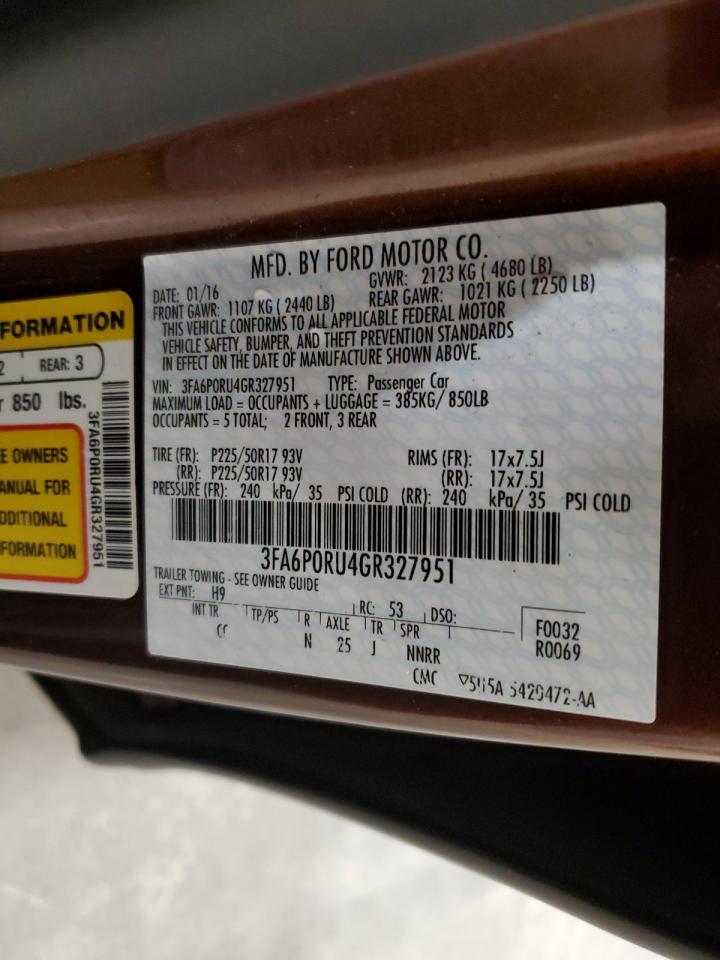 MFD. BY FORD MOTOR CO.
DATE: 01/16 GVWR: 2123 KG ( 4680 LB)
FRONT GAWR: 1107 KG ( 2440 LB) REAR GAWR: 1021 KG ( 2250 LB)
THIS VEHICLE CONFORMS TO ALL APPLICABLE FEDERAL MOTOR
VEHICLE SAFETY, BUMPER, AND THEFT PREVENTION STANDARDS
IN EFFECT ON THE DATE OF MANUFACTURE SHOWN ABOVE.
VIN: 3FA6P0RU4GR327951 TYPE: Passenger Car
MAXIMUM LOAD = OCCUPANTS + LUGGAGE = 385KG/ 850LB
OCCUPANTS = 5 TOTAL; 2 FRONT, 3 REAR
TIRE (FR): P225/50R17 93V RIMS (FR): 17x7.5J
(RR): P225/50R17 93V (RR): 17x7.5J
PRESSURE (FR): 240 kPa/ 35 PSI COLD (RR): 240 kPa/ 35 PSI COLD
3FA6P0RU4GR327951
TRAILER TOWING - SEE OWNER GUIDE
EXT PNT: H9 RC: 53 DSO:
INT TR TP/PS R AXLE TR SPR
N 25 J NNRR
F0032
R0069
CMC
FORMATION
2 REAR: 3
850 lbs.
E OWNERS
ANUAL FOR
DDITIONAL
FORMATION
3FA6P0RU4GR327951